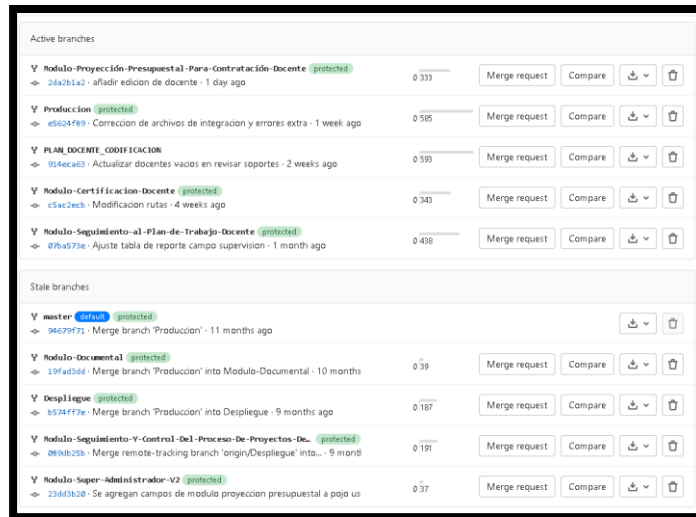 Active branches
Modulo-Proyección-Presupuestal-Para-Contratación-Docente protected
2da2b1a2 · añadir edicion de docente · 1 day ago
0 333 Merge request Compare
Produccion protected
e5624f89 · Correccion de archivos de integracion y errores extra · 1 week ago
0 585 Merge request Compare
PLAN_DOCENTE_CODIFICACION
914eca63 · Actualizar docentes vacios en revisar soportes · 2 weeks ago
0 593 Merge request Compare
Modulo-Certificacion-Docente protected
c5ac2ecb · Modificacion rutas · 4 weeks ago
0 343 Merge request Compare
Modulo-Seguimiento-al-Plan-de-Trabajo-Docente protected
07ba573e · Ajuste tabla de reporte campo supervision · 1 month ago
0 438 Merge request Compare
Stale branches
master default protected
94679f71 · Merge branch 'Produccion' · 11 months ago
Modulo-Documental protected
19fad3dd · Merge branch 'Produccion' into Modulo-Documental · 10 months
0 39 Merge request Compare
Despliegue protected
b574ff7e · Merge branch 'Produccion' into Despliegue · 9 months ago
0 187 Merge request Compare
Modulo-Seguimiento-Y-Control-Del-Proceso-De-Proyectos-De… protected
089db25b · Merge remote-tracking branch 'origin/Despliegue' into... · 9 montl
0 191 Merge request Compare
Modulo-Super-Administrador-V2 protected
23dd3b20 · Se agregan campos de modulo proyeccion presupuestal a pojo us
0 37 Merge request Compare